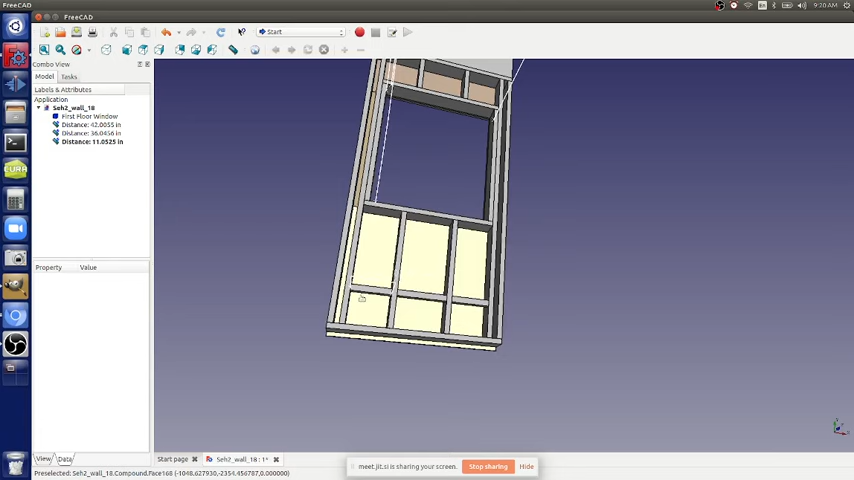 FreeCAD
9:20 AM
FreeCAD
Start
Combo View
Model Tasks
Labels & Attributes
Application
Seh2_wall_18
First Floor Window
Distance: 42.0055 in
Distance: 36.0456 in
Distance: 11.0525 in
Property Value
View Data
Start page
Seh2_wall_18 : 1*
meet.jit.si is sharing your screen. Stop sharing Hide
Preselected: Seh2_wall_18.Compound.Face168 (-1048.627930,-2354.456787,0.000000)